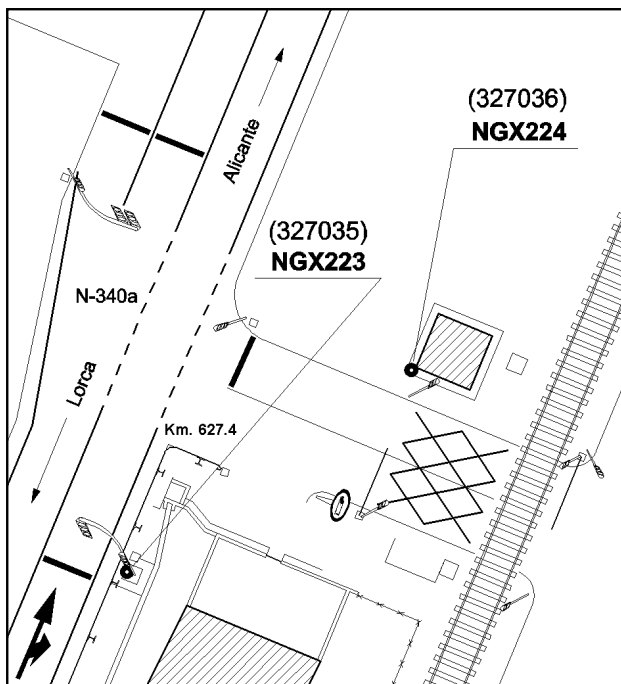 (327036)
NGX224
Alicante
(327035)
NGX223
N-340a
Lorca
Km. 627.4